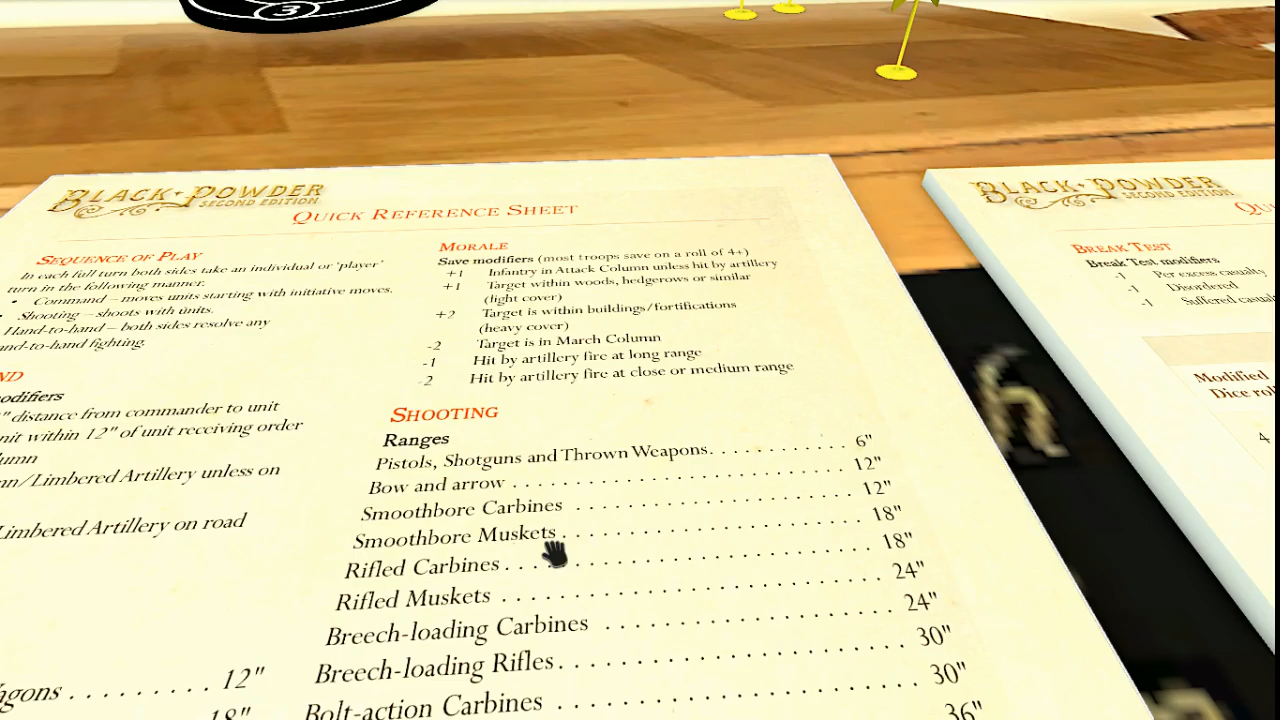 3
BLACK POWDER
SECOND EDITION
QUICK REFERENCE SHEET
SEQUENCE OF PLAY
In each full turn both sides take an individual or 'player'
turn in the following manner.
• Command – moves units starting with initiative moves.
• Shooting – shoots with units.
Hand-to-hand – both sides resolve any
hand-to-hand fighting.
distance from commander to unit
unit within 12" of unit receiving order
/Limbered Artillery unless on
Limbered Artillery on road
12"
18"
MORALE
Save modifiers (most troops save on a roll of 4+)
+1 Infantry in Attack Column unless hit by artillery
+1 Target within woods, hedgerows or similar
(light cover)
+2 Target is within buildings/fortifications
(heavy cover)
-2 Target is in March Column
-1 Hit by artillery fire at long range
-2 Hit by artillery fire at close or medium range
SHOOTING
Ranges
Pistols, Shotguns and Thrown Weapons. . . . . . . . . . . 6"
Bow and arrow . . . . . . . . . . . . . . . . . . . . . . . . . . 12"
Smoothbore Carbines . . . . . . . . . . . . . . . . . . . . . 12"
Smoothbore Muskets . . . . . . . . . . . . . . . . . . . . . . 18"
Rifled Carbines . . . . . . . . . . . . . . . . . . . . . . . . . . 18"
Rifled Muskets . . . . . . . . . . . . . . . . . . . . . . . . . . 24"
Breech-loading Carbines . . . . . . . . . . . . . . . . . . . 24"
Breech-loading Rifles . . . . . . . . . . . . . . . . . . . . . 30"
Bolt-action Carbines . . . . . . . . . . . . . . . . . . . . . . 30"
36"
BLACK POWDER
SECOND EDITION
BREAK TEST
Break Test modifiers
-1 Per excess casualty
-1 Disordered
-1 Suffered
Modified
Dice
4